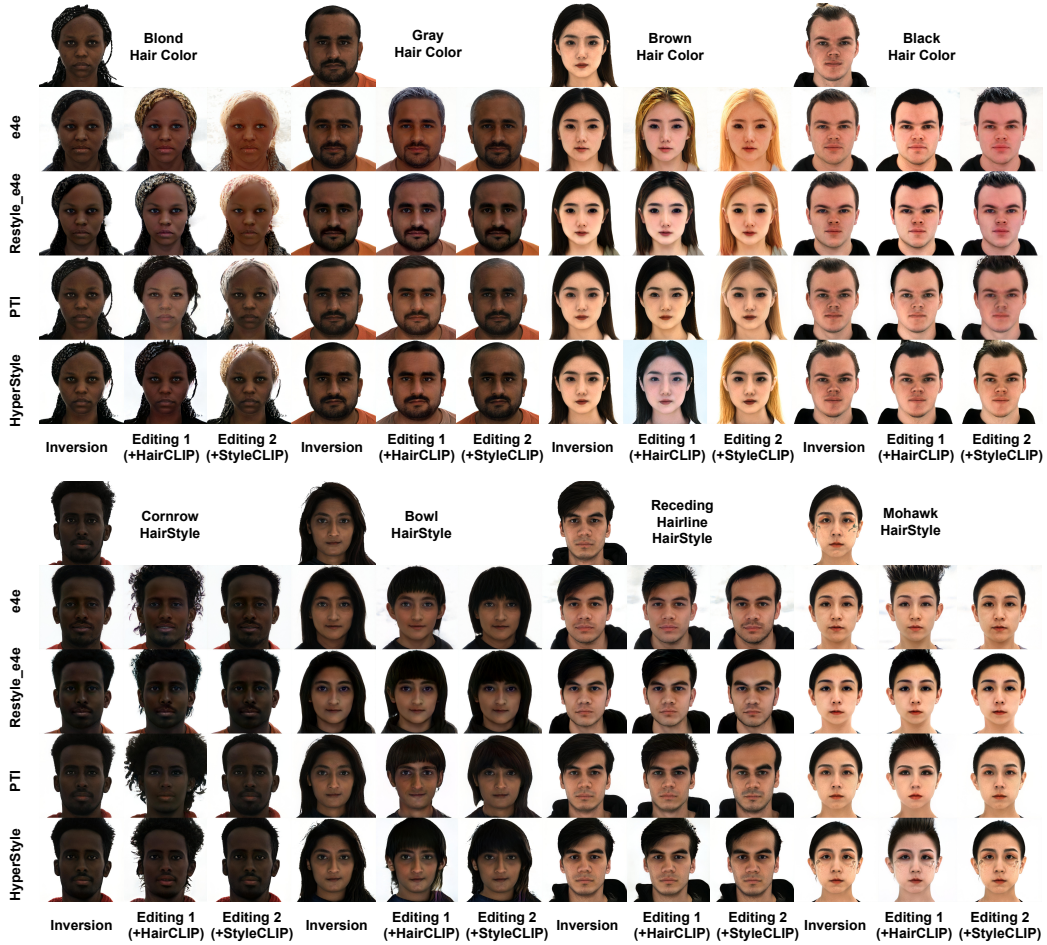 Blond
Hair Color
Gray
Hair Color
Brown
Hair Color
Black
Hair Color
e4e
Restyle_e4e
PTI
HyperStyle
Inversion
Editing 1
(+HairCLIP)
Editing 2
(+StyleCLIP)
Inversion
Editing 1
(+HairCLIP)
Editing 2
(+StyleCLIP)
Inversion
Editing 1
(+HairCLIP)
Editing 2
(+StyleCLIP)
Inversion
Editing 1
(+HairCLIP)
Editing 2
(+StyleCLIP)
Cornrow
HairStyle
Bowl
HairStyle
Receding
Hairline
HairStyle
Mohawk
HairStyle
e4e
Restyle_e4e
PTI
HyperStyle
Inversion
Editing 1
(+HairCLIP)
Editing 2
(+StyleCLIP)
Inversion
Editing 1
(+HairCLIP)
Editing 2
(+StyleCLIP)
Inversion
Editing 1
(+HairCLIP)
Editing 2
(+StyleCLIP)
Inversion
Editing 1
(+HairCLIP)
Editing 2
(+StyleCLIP)